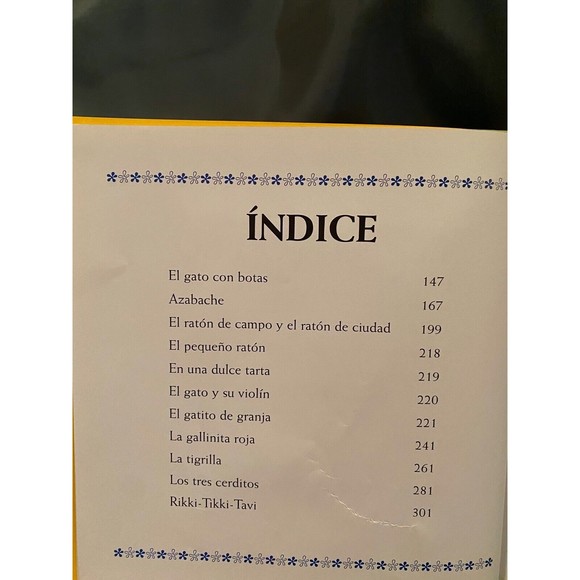 ÍNDICE
El gato con botas 147
Azabache 167
El ratón de campo y el ratón de ciudad 199
El pequeño ratón 218
En una dulce tarta 219
El gato y su violín 220
El gatito de granja 221
La gallinita roja 241
La tigrilla 261
Los tres cerditos 281
Rikki-Tikki-Tavi 301